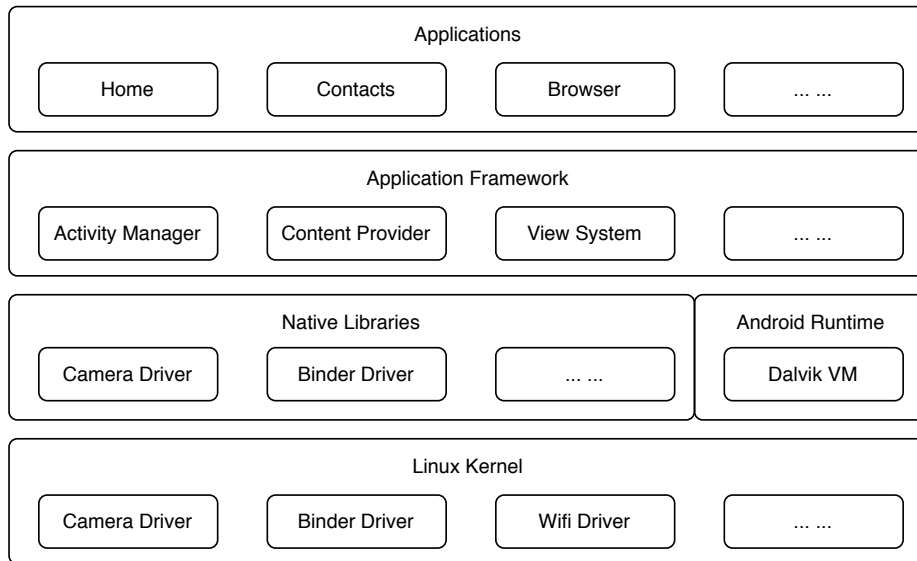 Applications
Home Contacts Browser ... ...
Application Framework
Activity Manager Content Provider View System ... ...
Native Libraries Android Runtime
Camera Driver Binder Driver ... ... Dalvik VM
Linux Kernel
Camera Driver Binder Driver Wifi Driver ... ...